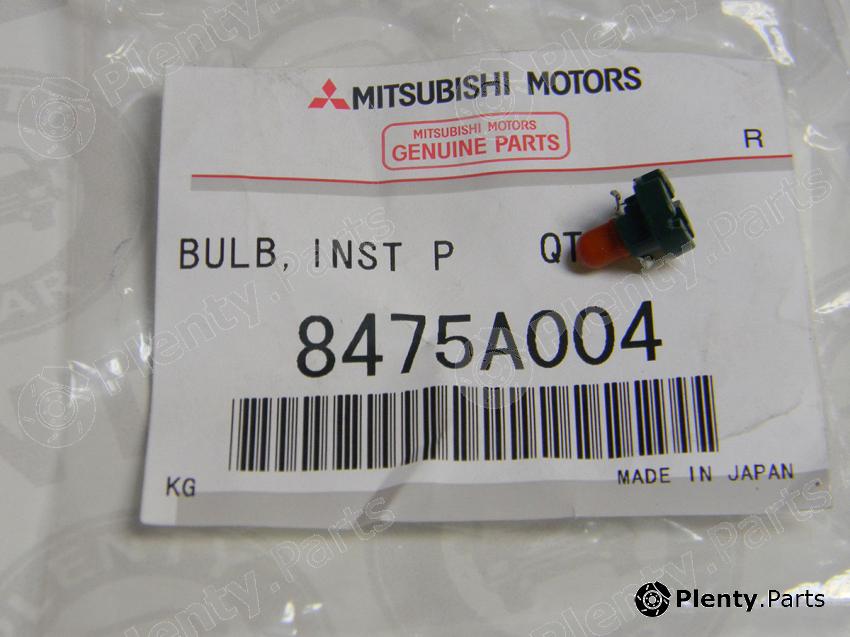 MITSUBISHI MOTORS
MITSUBISHI MOTORS
GENUINE PARTS
R
BULB, INST P QT
8475A004
KG MADE IN JAPAN
Plenty.Parts